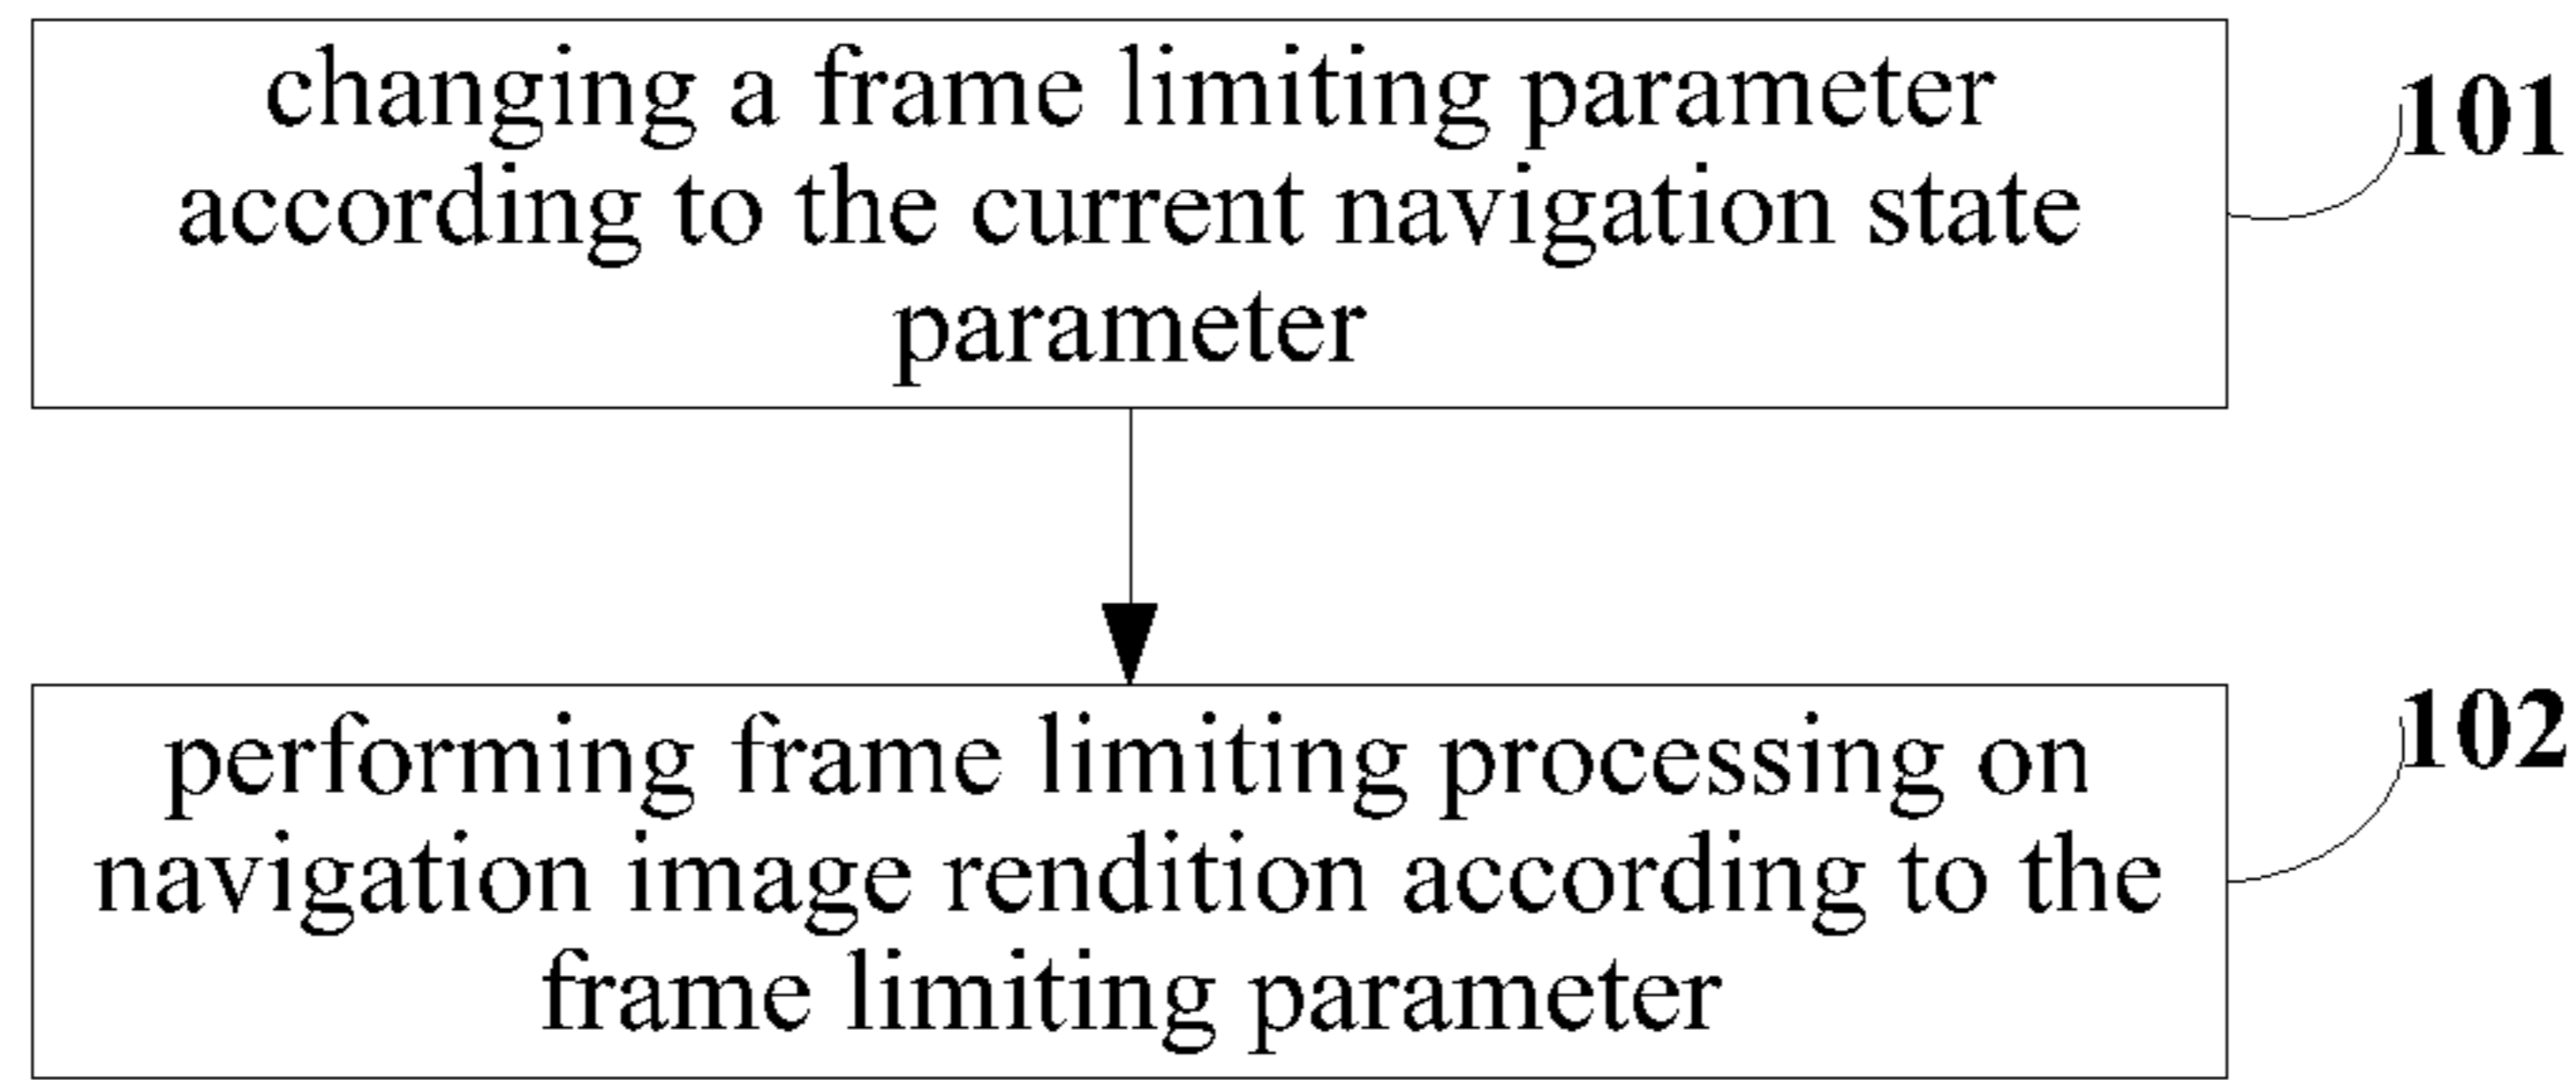 changing a frame limiting parameter
101
according to the current navigation state
parameter
performing frame limiting processing on
102
navigation image rendition according to the
frame limiting parameter